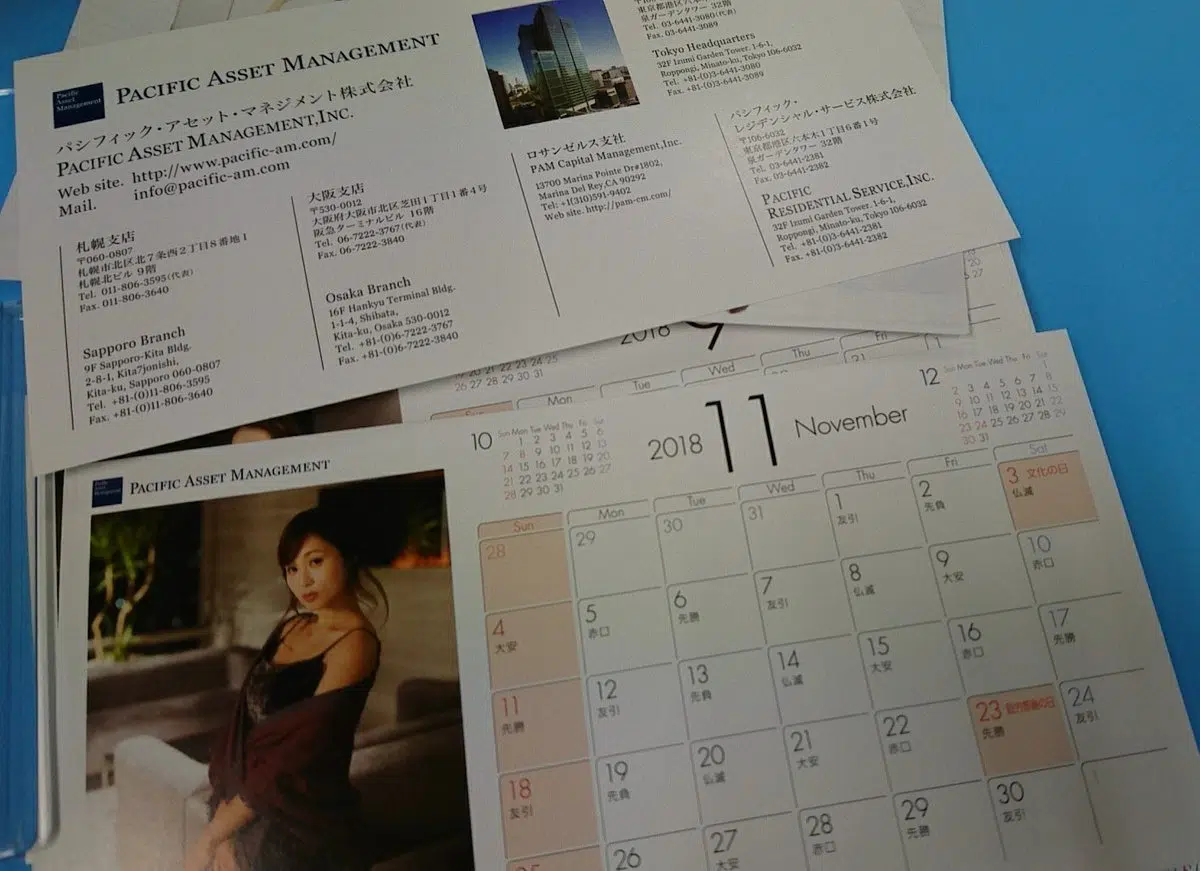 Pacific
Asset
Management
PACIFIC ASSET MANAGEMENT
パシフィック・アセット・マネジメント株式会社
PACIFIC ASSET MANAGEMENT,INC.
Web site. http://www.pacific-am.com/
Mail. info@pacific-am.com
札幌支店
〒060-0807
札幌市北区北7条西2丁目8番地1
札幌北ビル 9階
Tel. 011-806-3595(代表)
Fax. 011-806-3640
Sapporo Branch
9F Sapporo-Kita Bldg.
2-8-1, Kita7jonishi,
Kita-ku, Sapporo 060-0807
Tel. +81-(0)11-806-3595
Fax. +81-(0)11-806-3640
大阪支店
〒530-0012
大阪府大阪市北区芝田1丁目1番4号
阪急ターミナルビル 16階
Tel. 06-7222-3767(代表)
Fax. 06-7222-3840
Osaka Branch
16F Hankyu Terminal Bldg.
1-1-4, Shibata,
Kita-ku, Osaka 530-0012
Tel. +81-(0)6-7222-3767
Fax. +81-(0)6-7222-3840
東京都港区六本木1丁目6番1号
泉ガーデンタワー 32階
Tel. 03-6441-3080(代表)
Fax. 03-6441-3089
Tokyo Headquarters
32F Izumi Garden Tower. 1-6-1,
Roppongi, Minato-ku, Tokyo 106-6032
Tel. +81-(0)3-6441-3080
Fax. +81-(0)3-6441-3089
ロサンゼルス支社
PAM Capital Management,Inc.
13700 Marina Pointe Dr#1802,
Marina Del Rey,CA 90292
Tel: +1(310)591-9402
Web site. http://pam-cm.com/
パシフィック・
レジデンシャル・サービス株式会社
〒106-6032
東京都港区六本木1丁目6番1号
泉ガーデンタワー 32階
Tel. 03-6441-2381
Fax. 03-6441-2382
PACIFIC
RESIDENTIAL SERVICE,INC.
32F Izumi Garden Tower. 1-6-1,
Roppongi, Minato-ku, Tokyo 106-6032
Tel. +81-(0)3-6441-2381
Fax. +81-(0)3-6441-2382
2018 9
19 20 21 22 23 24 25
26 27 28 29 30 31
Sun Mon Tue Wed Thu Fri
PACIFIC ASSET MANAGEMENT
10
Sun Mon Tue Wed Thu Fri Sat
1 2 3 4 5 6
7 8 9 10 11 12 13
14 15 16 17 18 19 20
21 22 23 24 25 26 27
28 29 30 31
2018 11 November
12
Sun Mon Tue Wed Thu Fri Sat
1
2 3 4 5 6 7 8
9 10 11 12 13 14 15
16 17 18 19 20 21 22
23 24 25 26 27 28 29
30 31
Sun Mon Tue Wed Thu Fri Sat
28 29 30 31 1 2 3 文化の日
友引 先負 仏滅
4 5 6 7 8 9 10
大安 赤口 先勝 友引 仏滅 大安 赤口
11 12 13 14 15 16 17
先勝 友引 先負 仏滅 大安 赤口 先勝
18 19 20 21 22 23 勤労感謝の日 24
友引 先負 仏滅 大安 赤口 先勝 友引
25 26 27 28 29 30
大安 赤口 先勝 友引